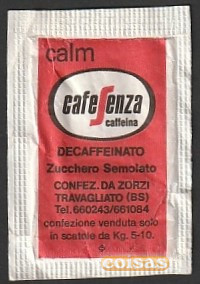 calm
cafeSenza
caffeina
DECAFFEINATO
Zucchero Semolato
CONFEZ. DA ZORZI
TRAVAGLIATO (BS)
Tel. 660243/661084
confezione venduta solo
in scatole da Kg. 5-10.
coisas